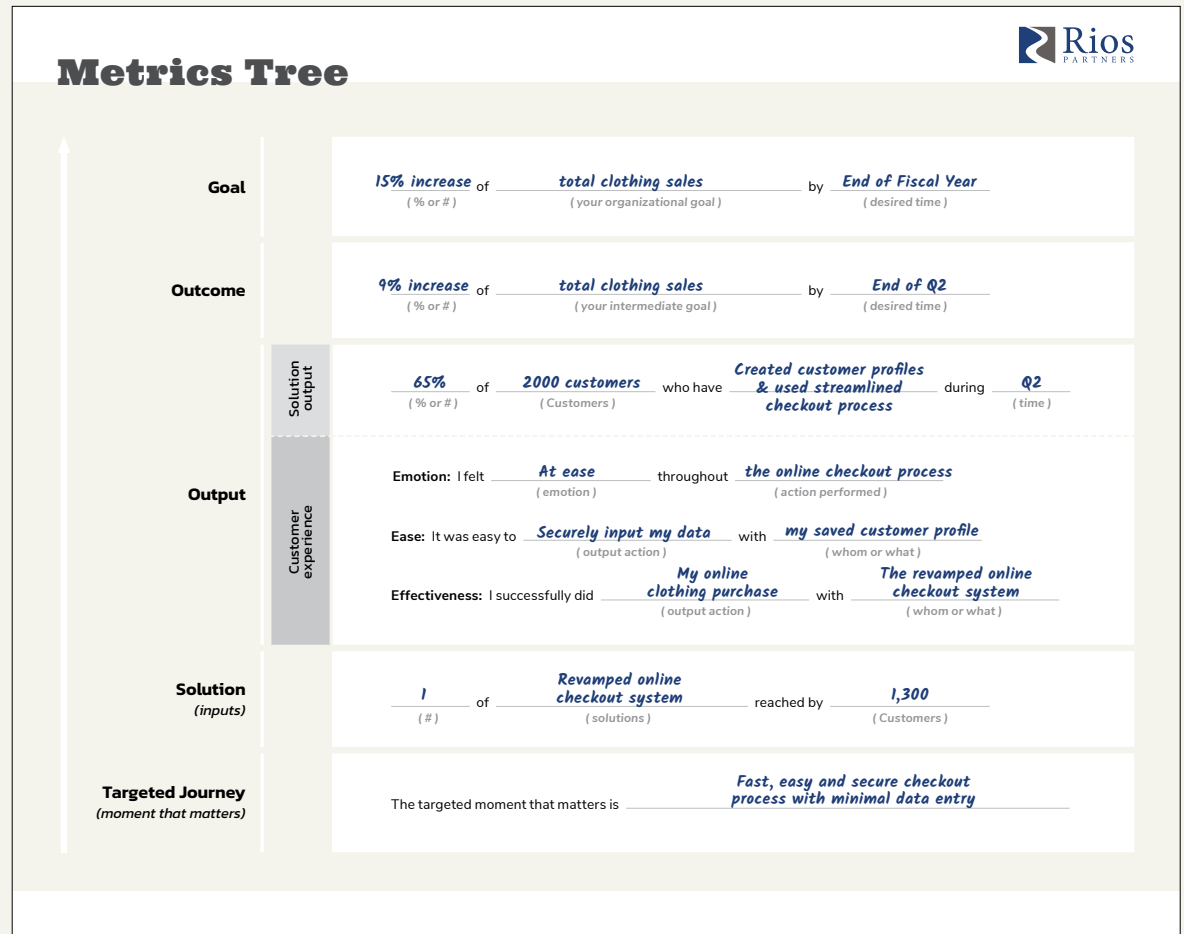 Rios
PARTNERS
Metrics Tree
Goal
15% increase of total clothing sales by End of Fiscal Year
( % or # ) ( your organizational goal ) ( desired time )
Outcome
9% increase of total clothing sales by End of Q2
( % or # ) ( your intermediate goal ) ( desired time )
Output
Solution
output
65% of 2000 customers who have Created customer profiles
& used streamlined
checkout process during Q2
( % or # ) ( Customers ) ( time )
Customer
experience
Emotion: I felt At ease throughout the online checkout process
( emotion ) ( action performed )
Ease: It was easy to Securely input my data with my saved customer profile
( output action ) ( whom or what )
Effectiveness: I successfully did My online
clothing purchase with The revamped online
checkout system
( output action ) ( whom or what )
Solution
(inputs)
1 of Revamped online
checkout system reached by 1,300
( # ) ( solutions ) ( Customers )
Targeted Journey
(moment that matters)
The targeted moment that matters is Fast, easy and secure checkout
process with minimal data entry